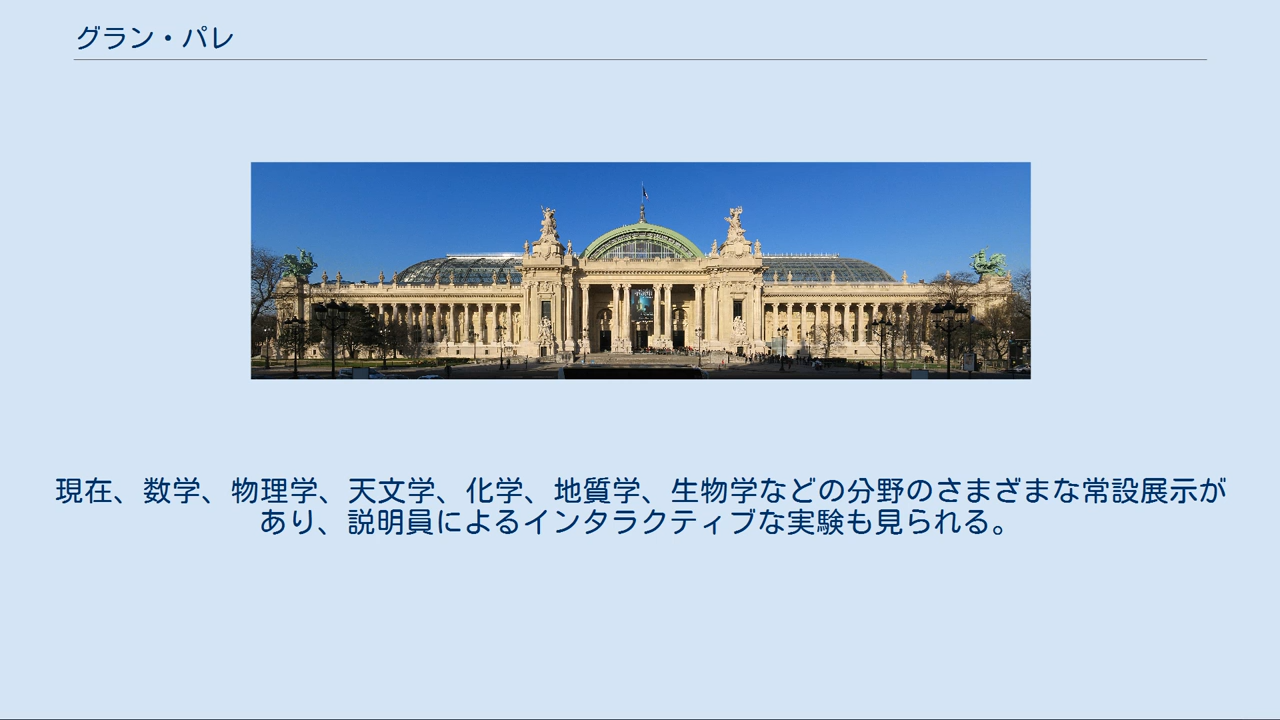 グラン・パレ
現在、数学、物理学、天文学、化学、地質学、生物学などの分野のさまざまな常設展示が
あり、説明員によるインタラクティブな実験も見られる。